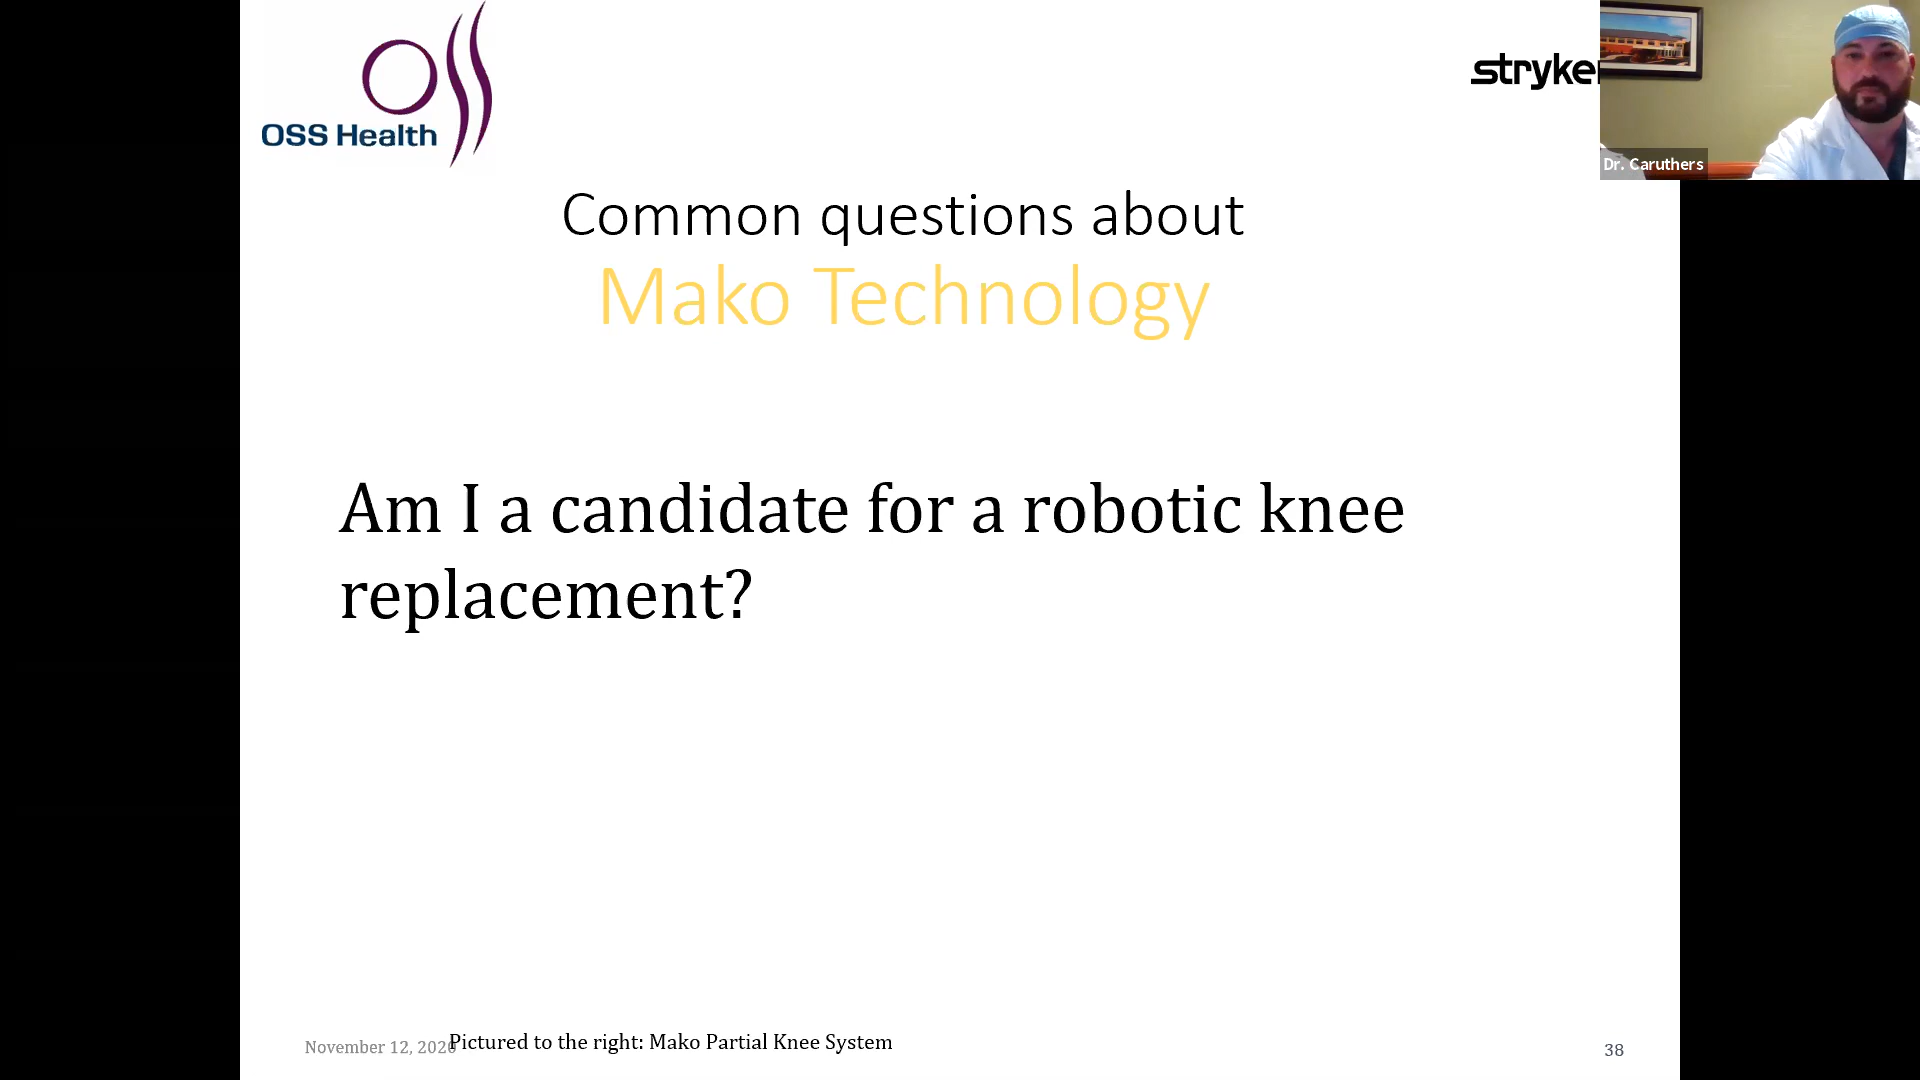 OSS Health
stryker
Dr. Caruthers
Common questions about
Mako Technology
Am I a candidate for a robotic knee
replacement?
November 12, 2020
Pictured to the right: Mako Partial Knee System
38